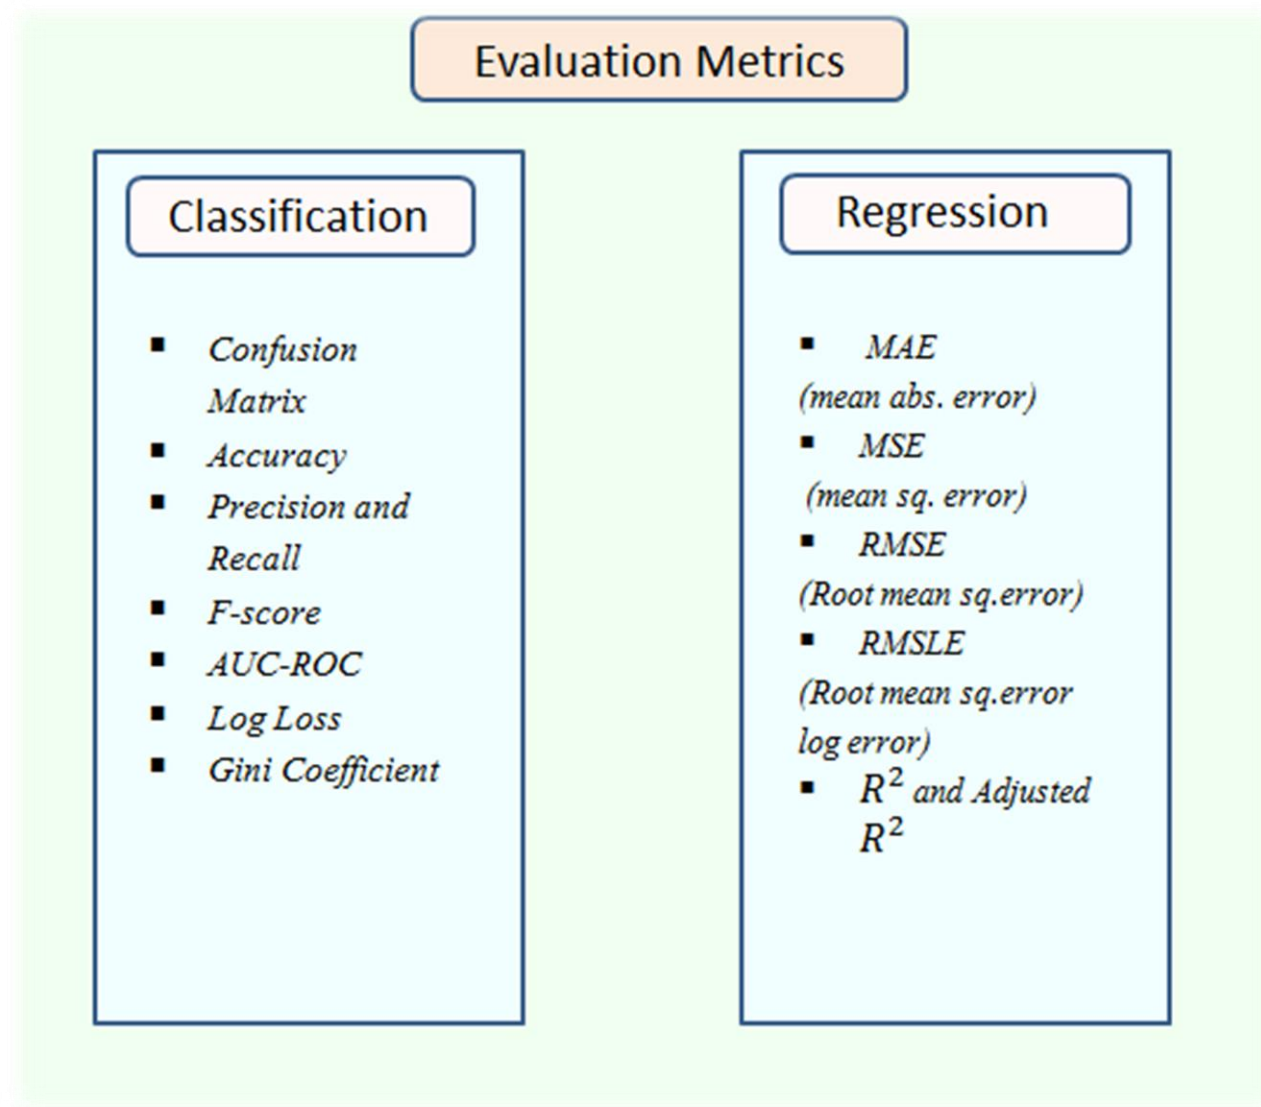 Evaluation Metrics
Classification
▪ Confusion
Matrix
▪ Accuracy
▪ Precision and
Recall
▪ F-score
▪ AUC-ROC
▪ Log Loss
▪ Gini Coefficient
Regression
▪ MAE
(mean abs. error)
▪ MSE
(mean sq. error)
▪ RMSE
(Root mean sq.error)
▪ RMSLE
(Root mean sq.error
log error)
▪ R² and Adjusted
R²